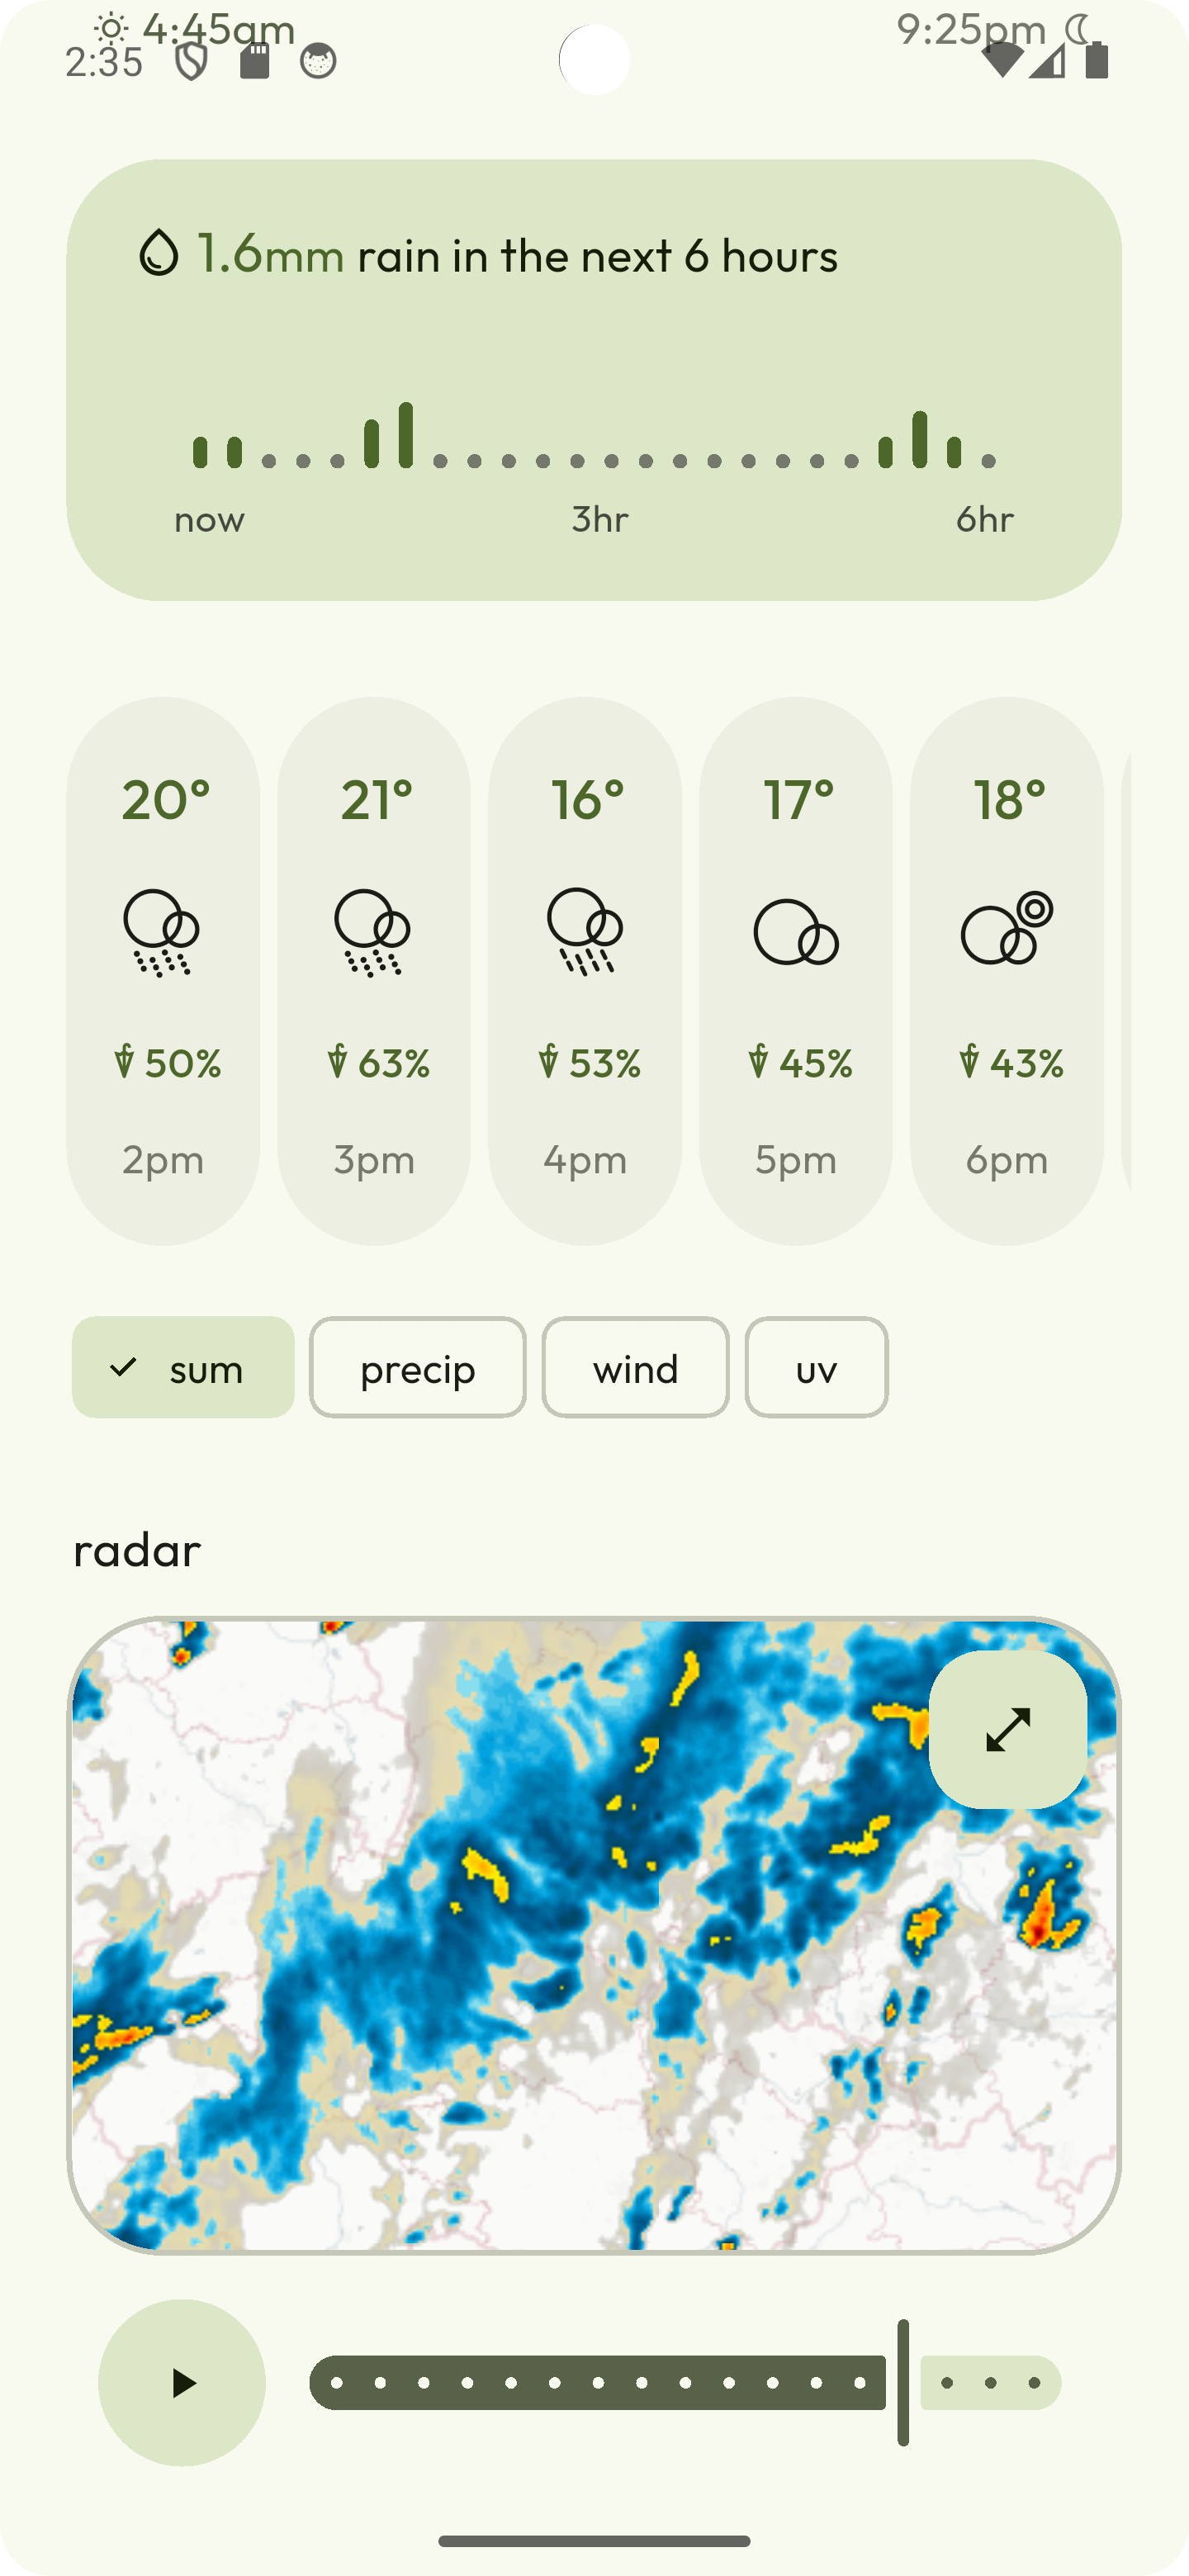 4:45am 9:25pm
2:35
1.6mm rain in the next 6 hours
now 3hr 6hr
20° 21° 16° 17° 18°
50% 63% 53% 45% 43%
2pm 3pm 4pm 5pm 6pm
sum precip wind uv
radar